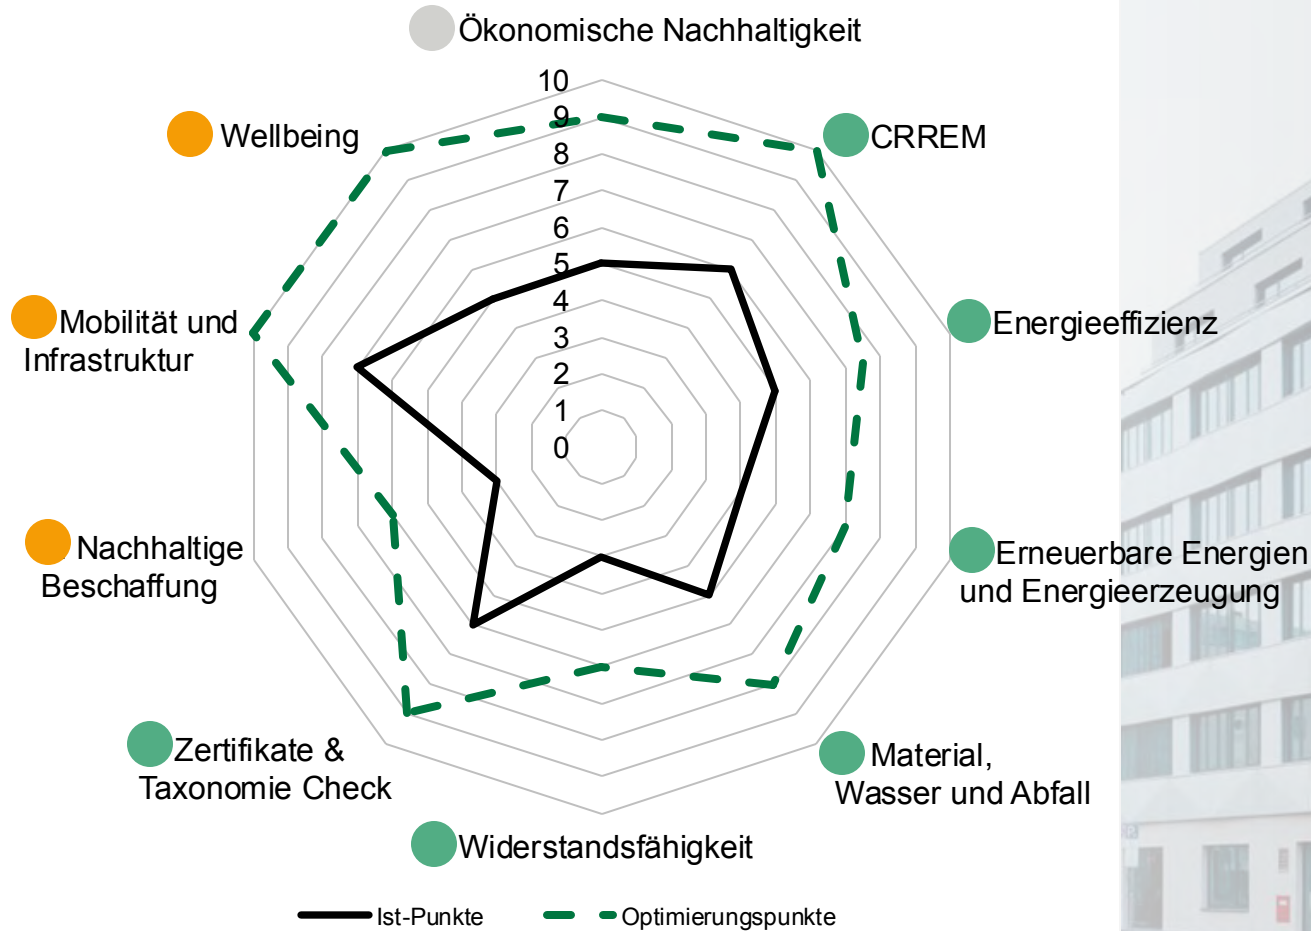 Ökonomische Nachhaltigkeit
10
9
8
7
6
5
4
3
2
1
0
CRREM
Energieeffizienz
Erneuerbare Energien
und Energieerzeugung
Material,
Wasser und Abfall
Widerstandsfähigkeit
Zertifikate &
Taxonomie Check
Nachhaltige
Beschaffung
Mobilität und
Infrastruktur
Wellbeing
Ist-Punkte
Optimierungspunkte